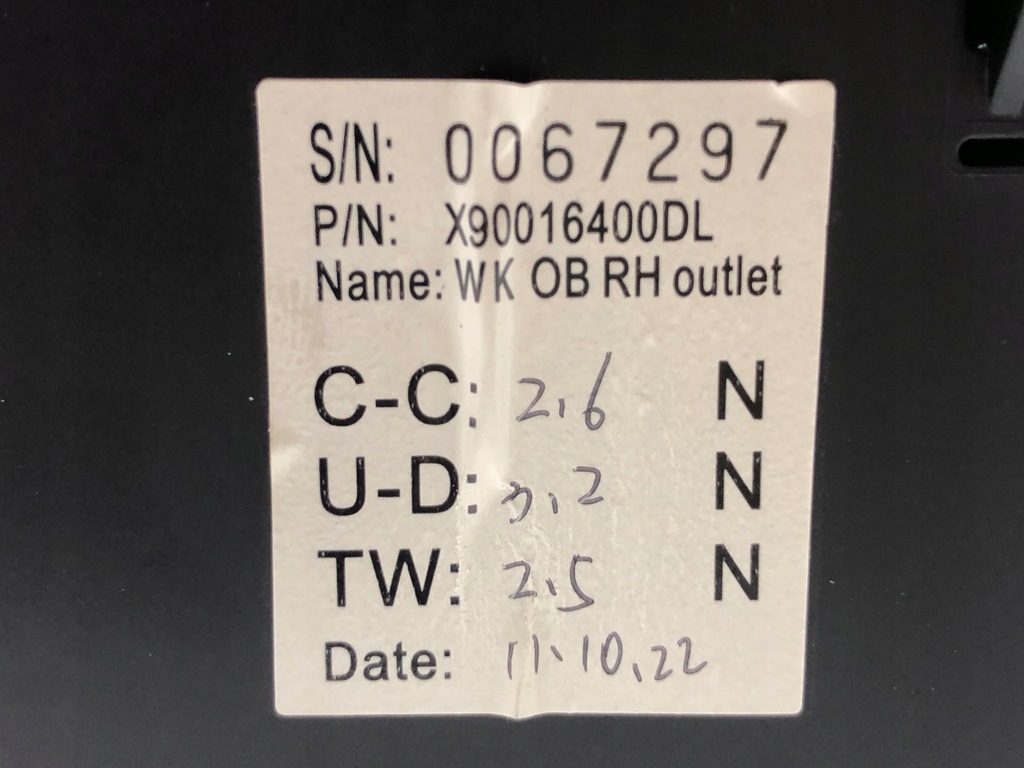 S/N: 0067297
P/N: X90016400DL
Name: WK OB RH outlet
C-C: 2.6 N
U-D: 3.2 N
TW: 2.5 N
Date: 11.10.22